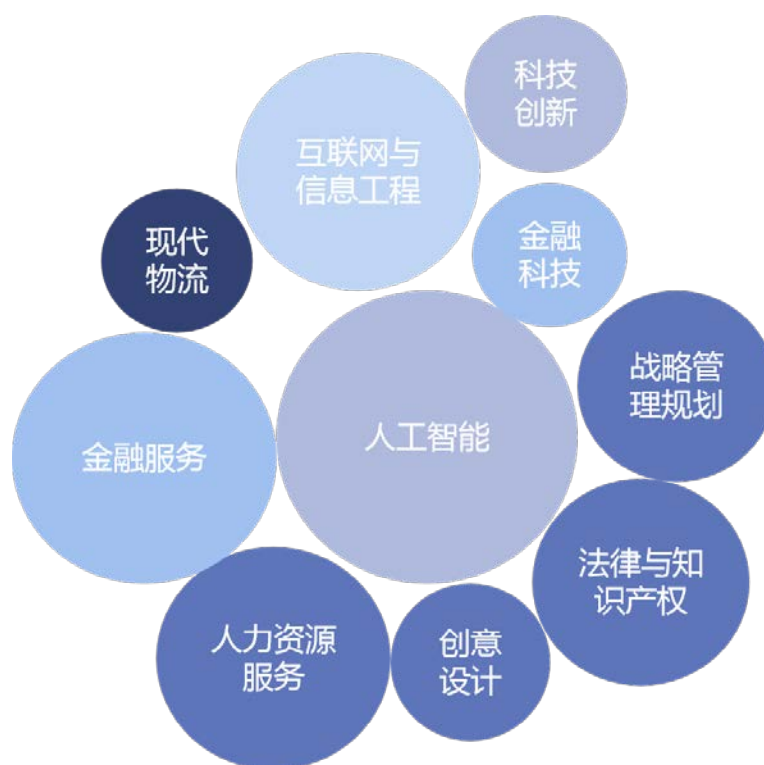 科技
创新
互联网与
信息工程
金融
科技
现代
物流
战略管
理规划
人工智能
金融服务
法律与知
识产权
人力资源
服务
创意
设计